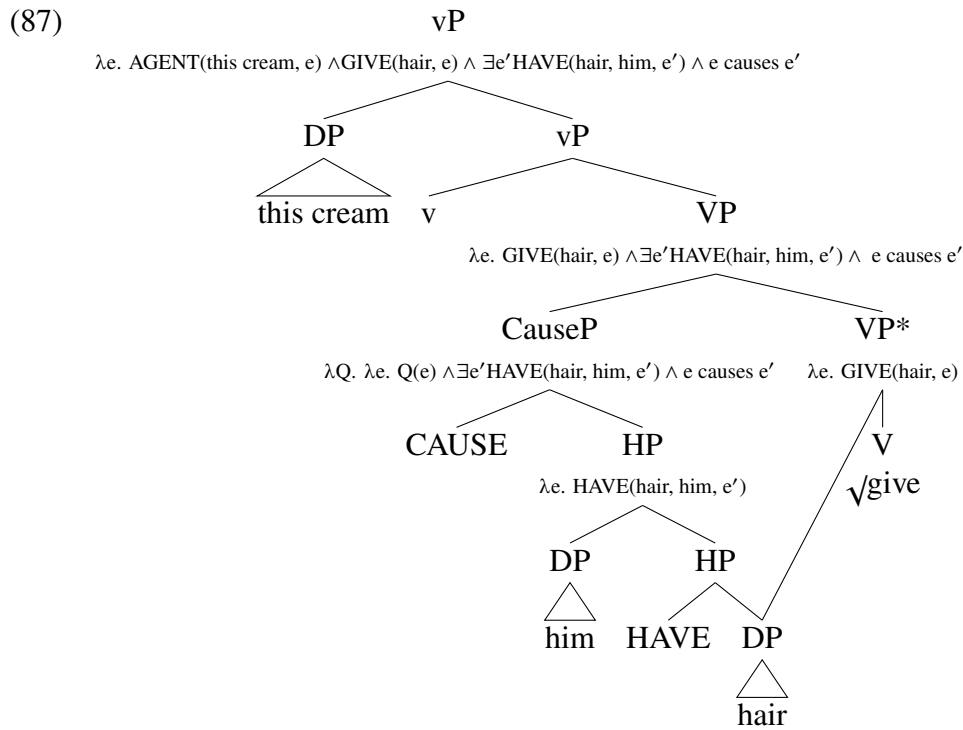 (87) vP
λe. AGENT(this cream, e) ∧GIVE(hair, e) ∧ ∃e′HAVE(hair, him, e′) ∧ e causes e′
DP vP
this cream v VP
λe. GIVE(hair, e) ∧∃e′HAVE(hair, him, e′) ∧ e causes e′
CauseP VP*
λQ. λe. Q(e) ∧∃e′HAVE(hair, him, e′) ∧ e causes e′ λe. GIVE(hair, e)
CAUSE HP V
λe. HAVE(hair, him, e′) √give
DP HP
him HAVE DP
hair